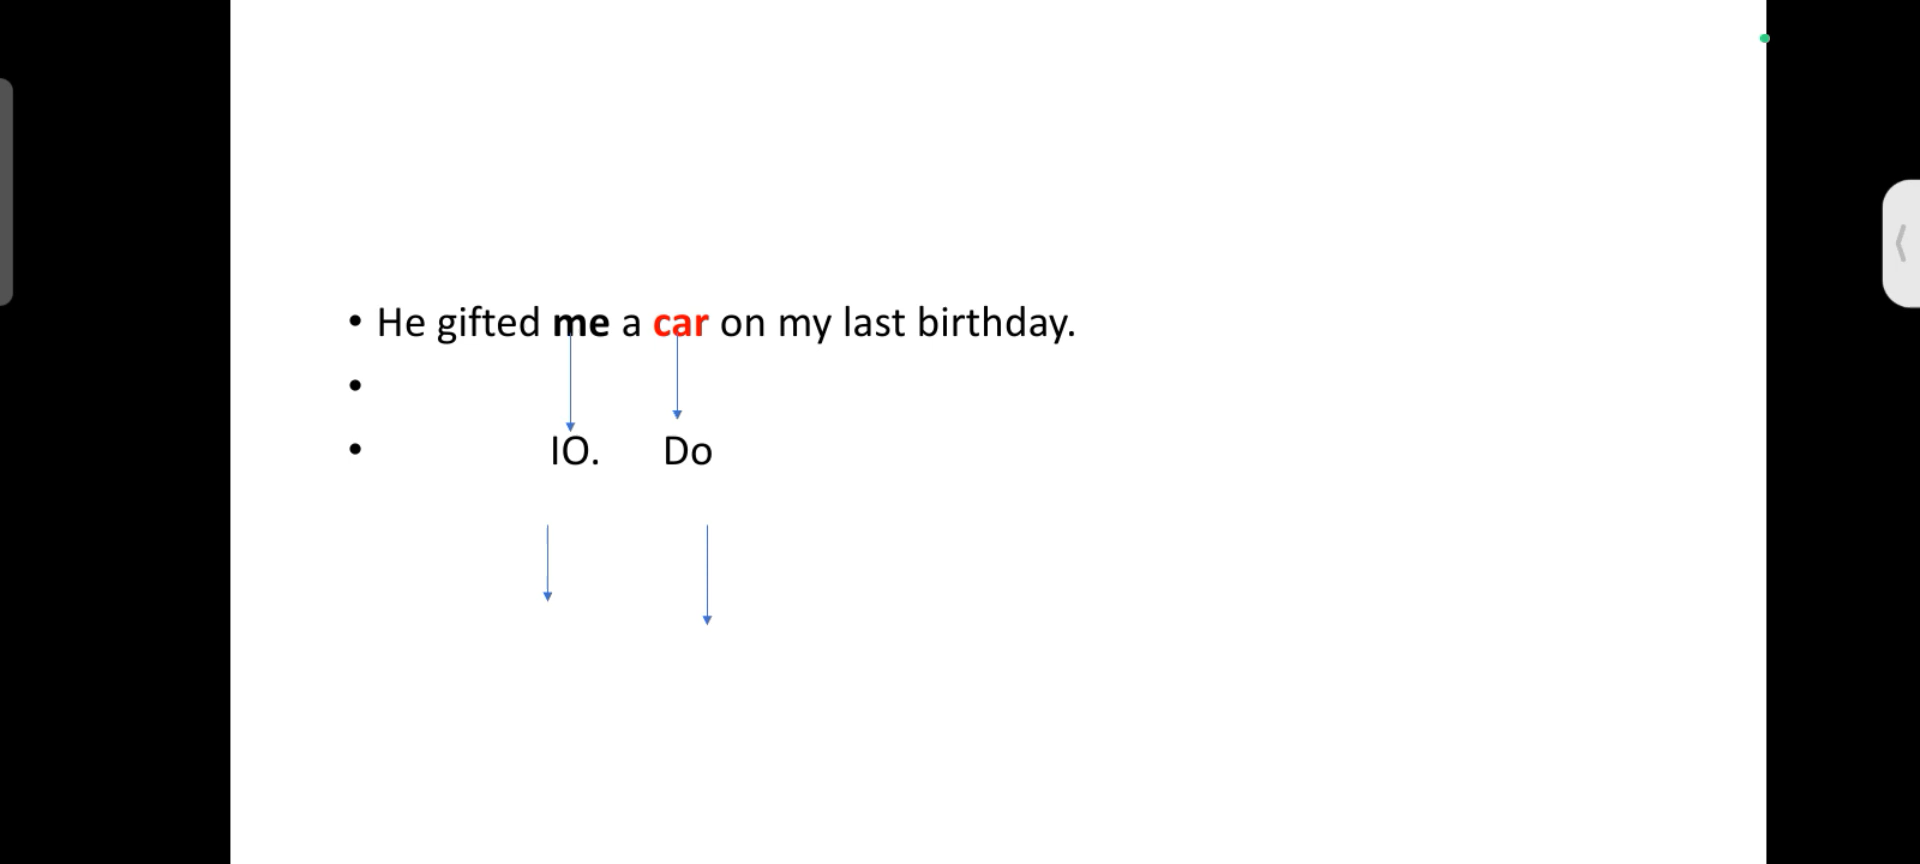 • He gifted me a car on my last birthday.
•
• IO. Do